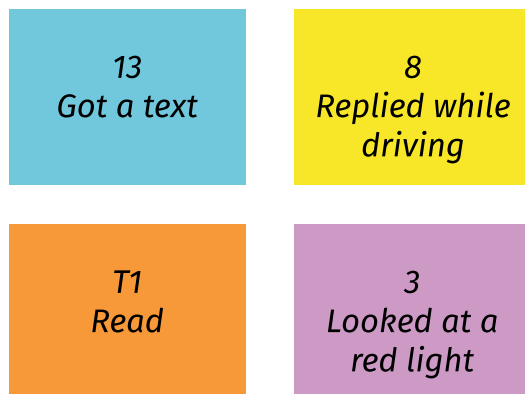 13
Got a text
8
Replied while
driving
T1
Read
3
Looked at a
red light